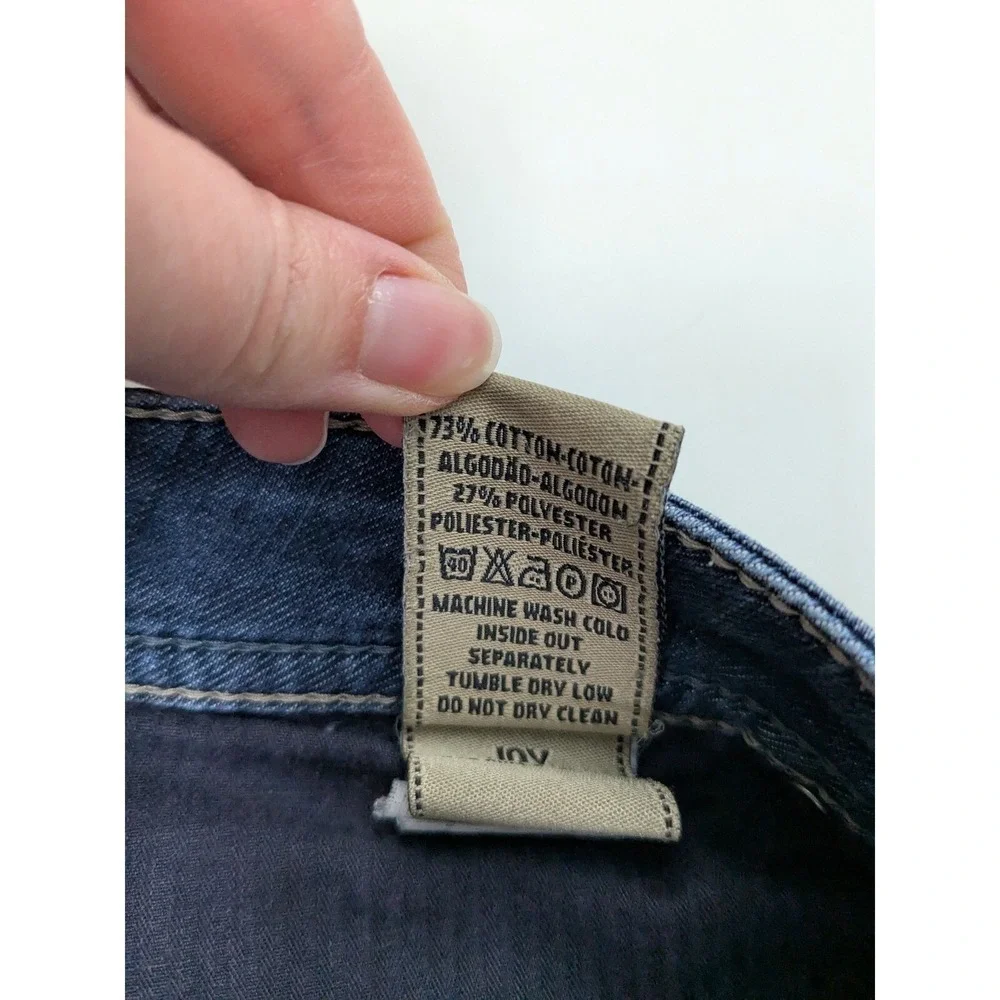 73% COTTON-COTON-
ALGODÃO-ALGODON
27% POLYESTER
POLIESTER-POLIÉSTER
40 P
MACHINE WASH COLD
INSIDE OUT
SEPARATELY
TUMBLE DRY LOW
DO NOT DRY CLEAN